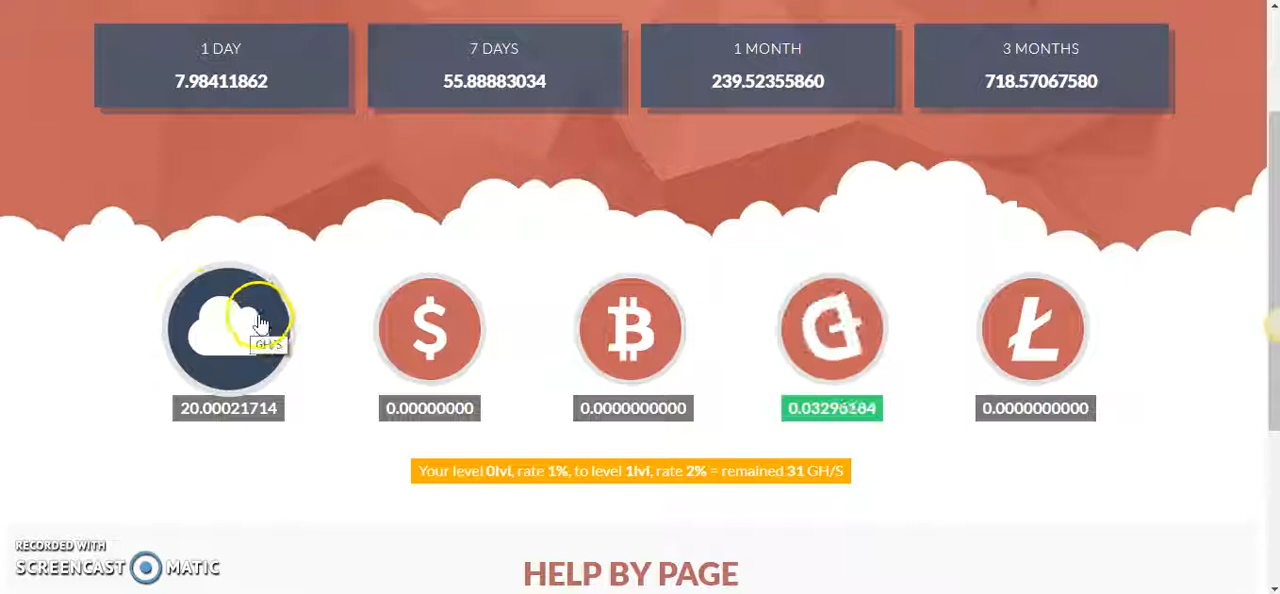 1 DAY
7.98411862
7 DAYS
55.88883034
1 MONTH
239.52355860
3 MONTHS
718.57067580
GH/S
20.00021714
0.00000000
0.0000000000
0.03296184
0.0000000000
Your level 0lvl, rate 1%, to level 1lvl, rate 2% = remained 31 GH/S
HELP BY PAGE
RECORDED WITH
SCREENCAST MATIC